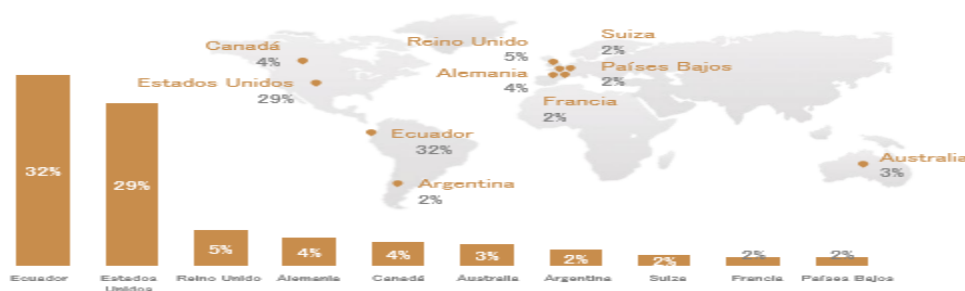 Canadá
4%
Estados Unidos
29%
Reino Unido
5%
Alemania
4%
Suiza
2%
Países Bajos
2%
Francia
2%
Ecuador
32%
Argentina
2%
Australia
3%
32%
29%
5%
4%
4%
3%
2%
2%
2%
2%
Ecuador
Estados
Unidos
Reino Unido
Alemania
Canadá
Australia
Argentina
Suiza
Francia
Países Bajos